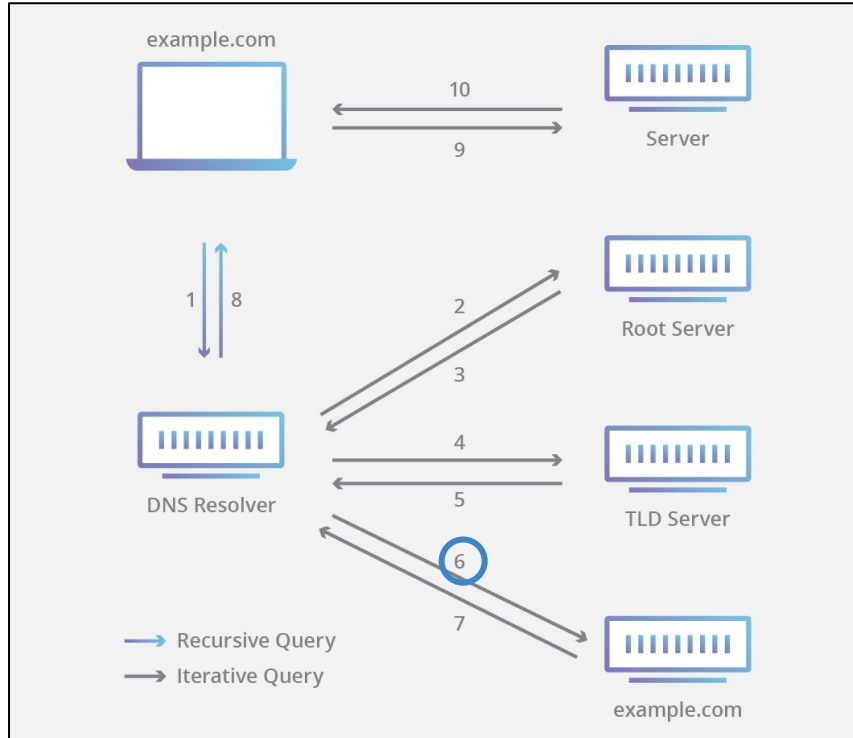 example.com
10
9
Server
1
8
2
3
Root Server
4
5
DNS Resolver
TLD Server
6
7
Recursive Query
Iterative Query
example.com